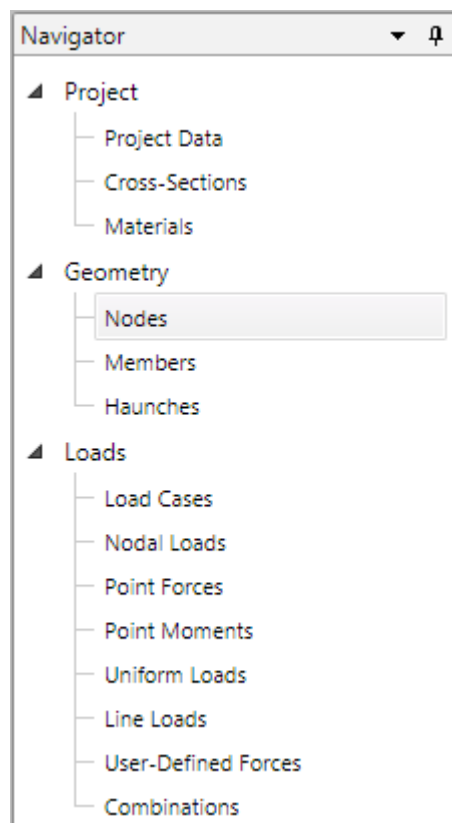 Navigator
Project
Project Data
Cross-Sections
Materials
Geometry
Nodes
Members
Haunches
Loads
Load Cases
Nodal Loads
Point Forces
Point Moments
Uniform Loads
Line Loads
User-Defined Forces
Combinations